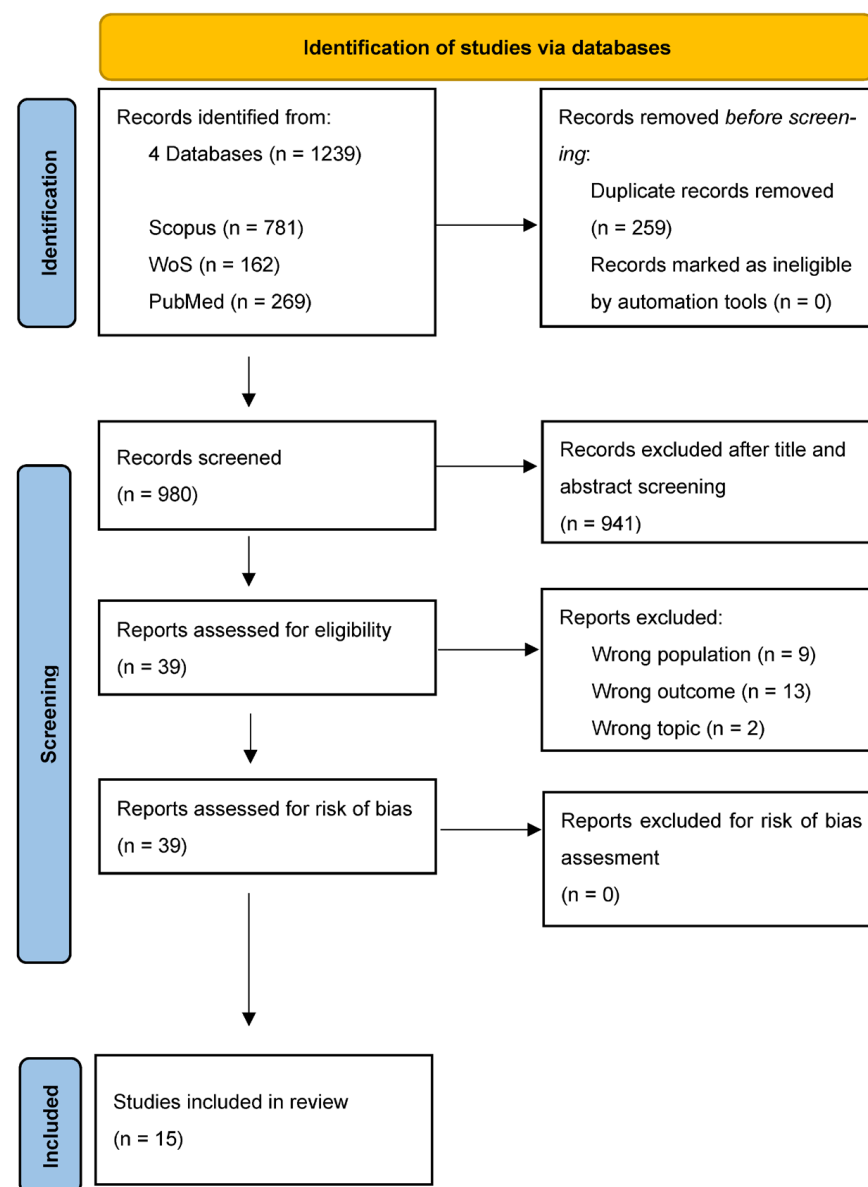 Identification of studies via databases
Identification
Records identified from:
4 Databases (n = 1239)
Scopus (n = 781)
WoS (n = 162)
PubMed (n = 269)
Records removed before screen-
ing:
Duplicate records removed
(n = 259)
Records marked as ineligible
by automation tools (n = 0)
Screening
Records screened
(n = 980)
Records excluded after title and
abstract screening
(n = 941)
Reports assessed for eligibility
(n = 39)
Reports excluded:
Wrong population (n = 9)
Wrong outcome (n = 13)
Wrong topic (n = 2)
Reports assessed for risk of bias
(n = 39)
Reports excluded for risk of bias
assesment
(n = 0)
Included
Studies included in review
(n = 15)